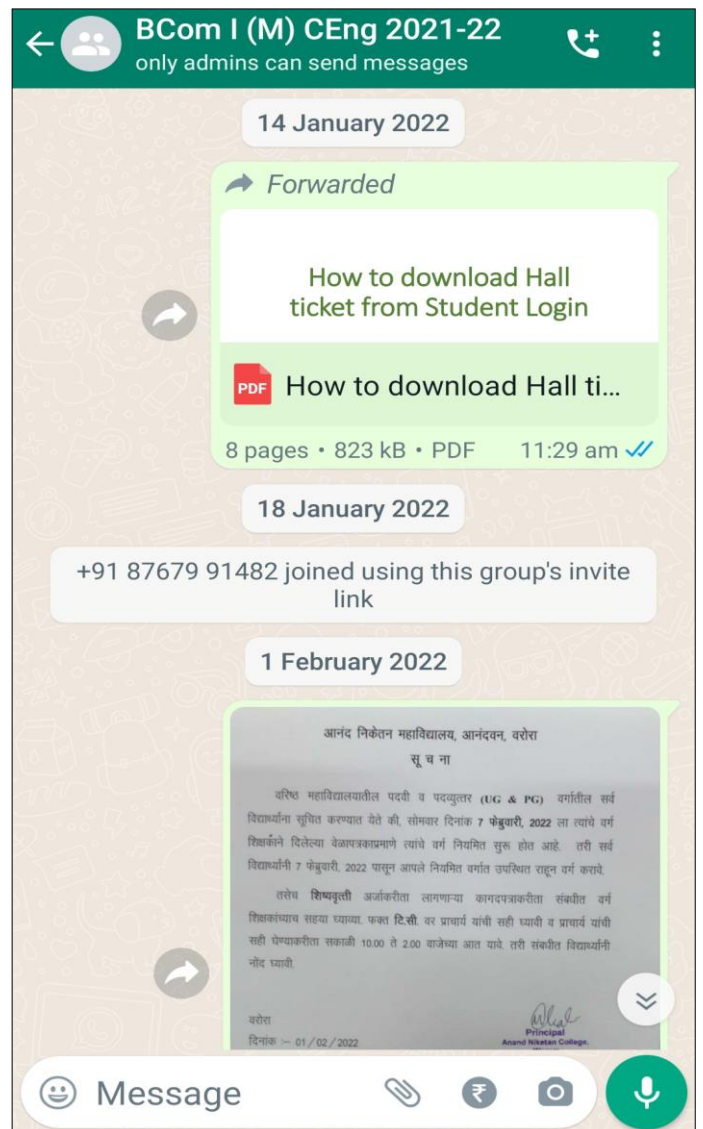 BCom I (M) CEng 2021-22
only admins can send messages
14 January 2022
Forwarded
How to download Hall
ticket from Student Login
PDF How to download Hall ti...
8 pages • 823 kB • PDF 11:29 am
18 January 2022
+91 87679 91482 joined using this group's invite
link
1 February 2022
आनंद निकेतन महाविद्यालय, आनंदवन, वरोरा
सू च ना
वरिष्ठ महाविद्यालयातील पदवी व पदव्युत्तर (UG & PG) वर्गातील सर्व
विद्यार्थ्यांना सूचित करण्यात येते की, सोमवार दिनांक 7 फेब्रुवारी, 2022 ला त्यांचे वर्ग
शिक्षकांने दिलेल्या वेळापत्रकाप्रमाणे त्यांचे वर्ग नियमित सुरू होत आहे. तरी सर्व
विद्यार्थ्यांनी 7 फेब्रुवारी, 2022 पासून आपले नियमित वर्गात उपस्थित राहून वर्ग करावे.
तसेच शिष्यवृत्ती अर्जाकरीता लागणाऱ्या कागदपत्राकरीता संबधीत वर्ग
शिक्षकांच्याच सहया घ्याव्या. फक्त टि.सी. वर प्राचार्य यांची सही घ्यावी व प्राचार्य यांची
सही घेण्याकरीता सकाळी 10.00 ते 2.00 वाजेच्या आत यावे. तरी संबधीत विद्यार्थ्यांनी
नोंद घ्यावी.
वरोरा
दिनांक :– 01/02/2022
Principal
Anand Niketan College,
Message